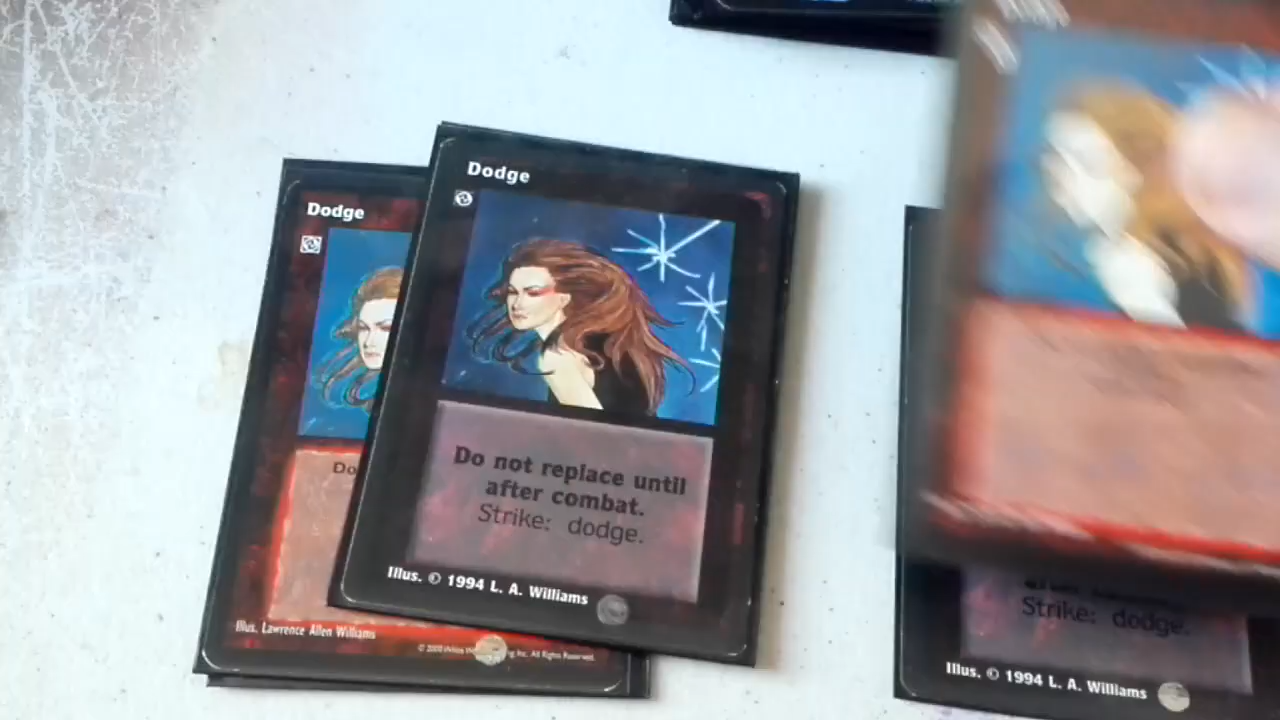 Dodge
Do
Illus. Lawrence Allen Williams
Dodge
Do not replace until
after combat.
Strike: dodge.
Illus. © 1994 L. A. Williams
Strike: dodge.
Illus. © 1994 L. A. Williams